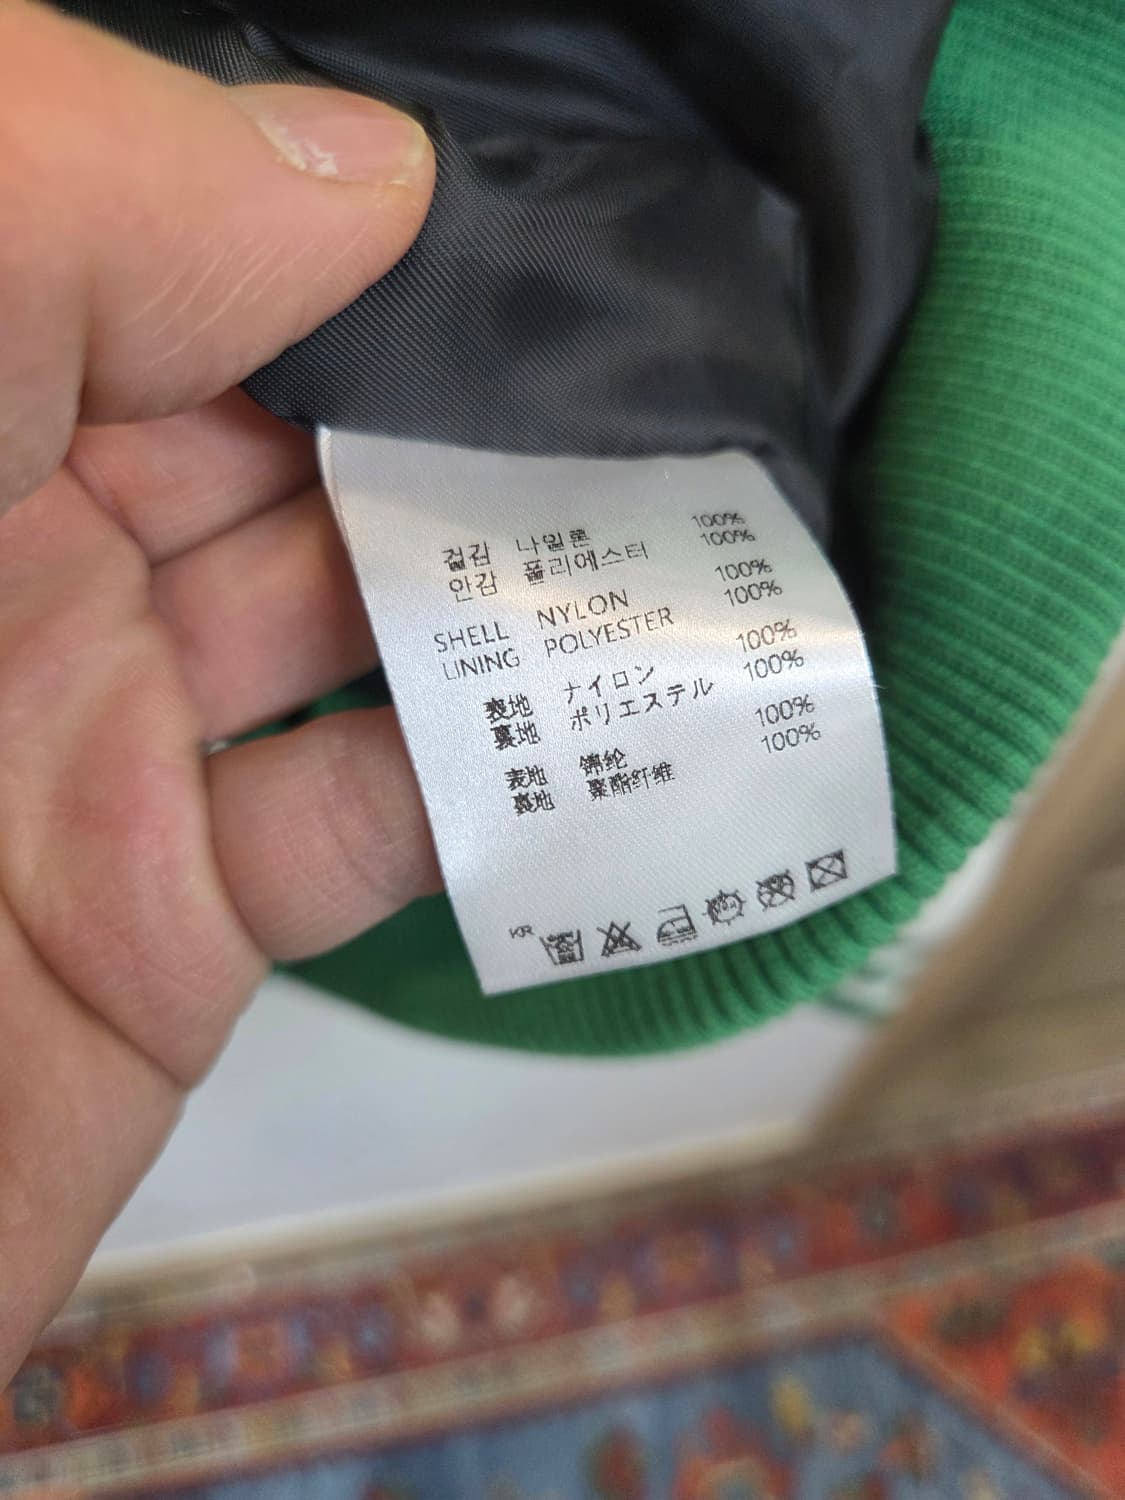 겉감 나일론 100%
안감 폴리에스터 100%
SHELL NYLON 100%
LINING POLYESTER 100%
表地 ナイロン 100%
裏地 ポリエステル 100%
表地 锦纶 100%
裏地 聚酯纤维 100%
KR